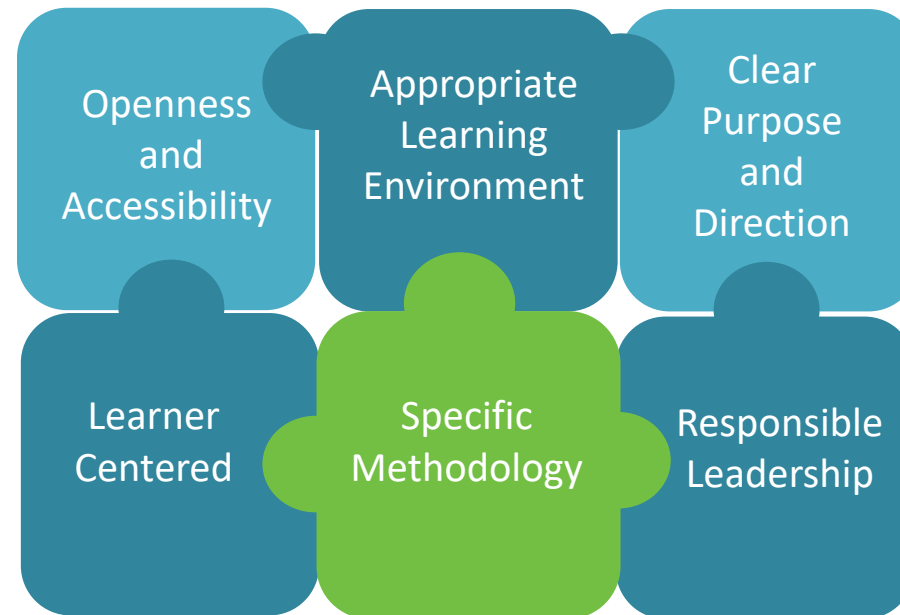 Openness
and
Accessibility
Appropriate
Learning
Environment
Clear
Purpose
and
Direction
Learner
Centered
Specific
Methodology
Responsible
Leadership